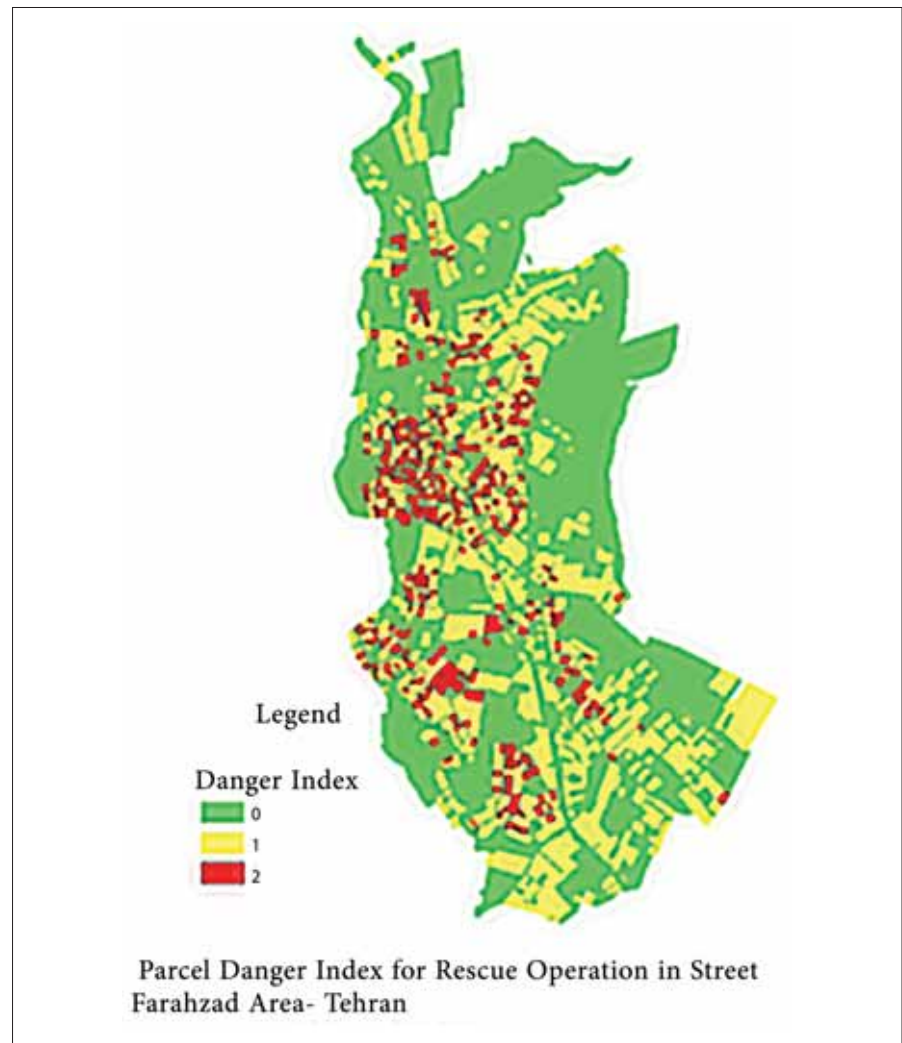 Legend
Danger Index
0
1
2
Parcel Danger Index for Rescue Operation in Street
Farahzad Area- Tehran